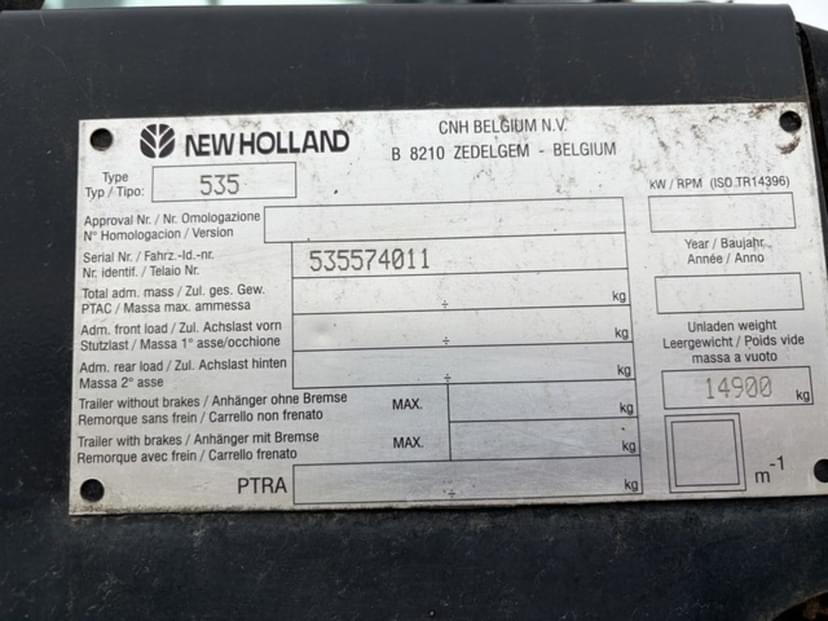 NEW HOLLAND
CNH BELGIUM N.V.
B 8210 ZEDELGEM - BELGIUM
Type
Typ / Tipo:
535
kW / RPM (ISO TR14396)
Approval Nr. / Nr. Omologazione
N° Homologacion / Version
Serial Nr. / Fahrz.-Id.-nr.
Nr. identif. / Telaio Nr.
535574011
Year / Baujahr
Année / Anno
Total adm. mass / Zul. ges. Gew.
PTAC / Massa max. ammessa
÷ kg
Adm. front load / Zul. Achslast vorn
Stutzlast / Massa 1° asse/occhione
÷ kg
Unladen weight
Leergewicht / Poids vide
massa a vuoto
14900 kg
Adm. rear load / Zul. Achslast hinten
Massa 2° asse
÷ kg
Trailer without brakes / Anhänger ohne Bremse
Remorque sans frein / Carrello non frenato
MAX. kg
Trailer with brakes / Anhänger mit Bremse
Remorque avec frein / Carrello frenato
MAX. kg
m-1
PTRA ÷ kg